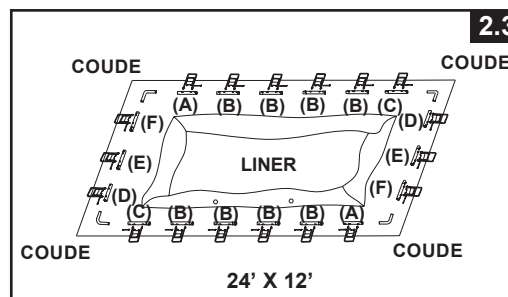 2.3
COUDE COUDE
(A) (B) (B) (B) (B) (C)
(F) (D)
(E) LINER (E)
(D) (F)
(C) (B) (B) (B) (B) (A)
COUDE COUDE
24’ X 12’